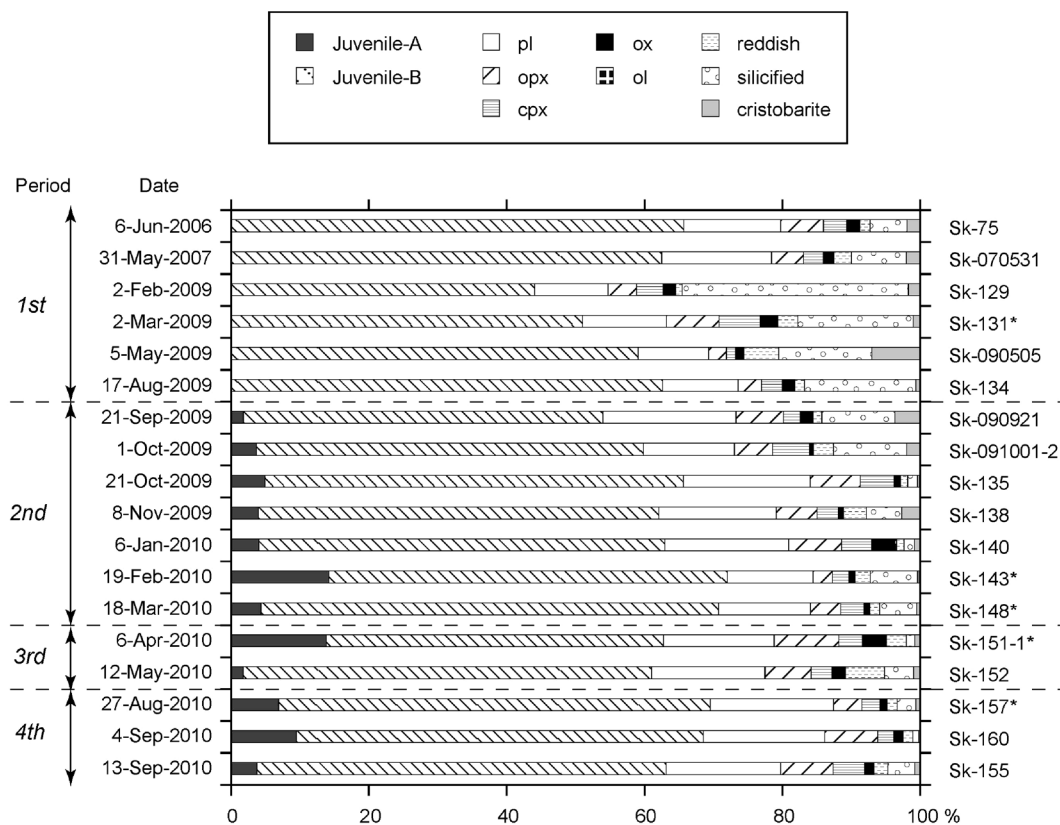 Juvenile-A pl ox reddish
Juvenile-B opx ol silicified
cpx cristobarite
Period Date
6-Jun-2006 Sk-75
31-May-2007 Sk-070531
2-Feb-2009 Sk-129
1st
2-Mar-2009 Sk-131*
5-May-2009 Sk-090505
17-Aug-2009 Sk-134
21-Sep-2009 Sk-090921
1-Oct-2009 Sk-091001-2
21-Oct-2009 Sk-135
2nd
8-Nov-2009 Sk-138
6-Jan-2010 Sk-140
19-Feb-2010 Sk-143*
18-Mar-2010 Sk-148*
6-Apr-2010 Sk-151-1*
3rd
12-May-2010 Sk-152
27-Aug-2010 Sk-157*
4th
4-Sep-2010 Sk-160
13-Sep-2010 Sk-155
0 20 40 60 80 100 %